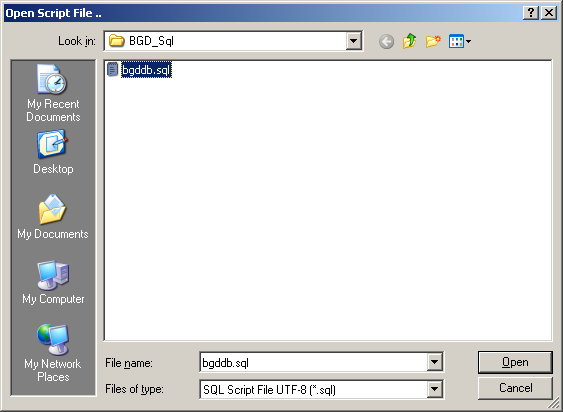 Open Script File ..
Look in: BGD_Sql
bgddb.sql
My Recent
Documents
Desktop
My Documents
My Computer
My Network
Places
File name: bgddb.sql
Open
Files of type: SQL Script File UTF-8 (*.sql)
Cancel